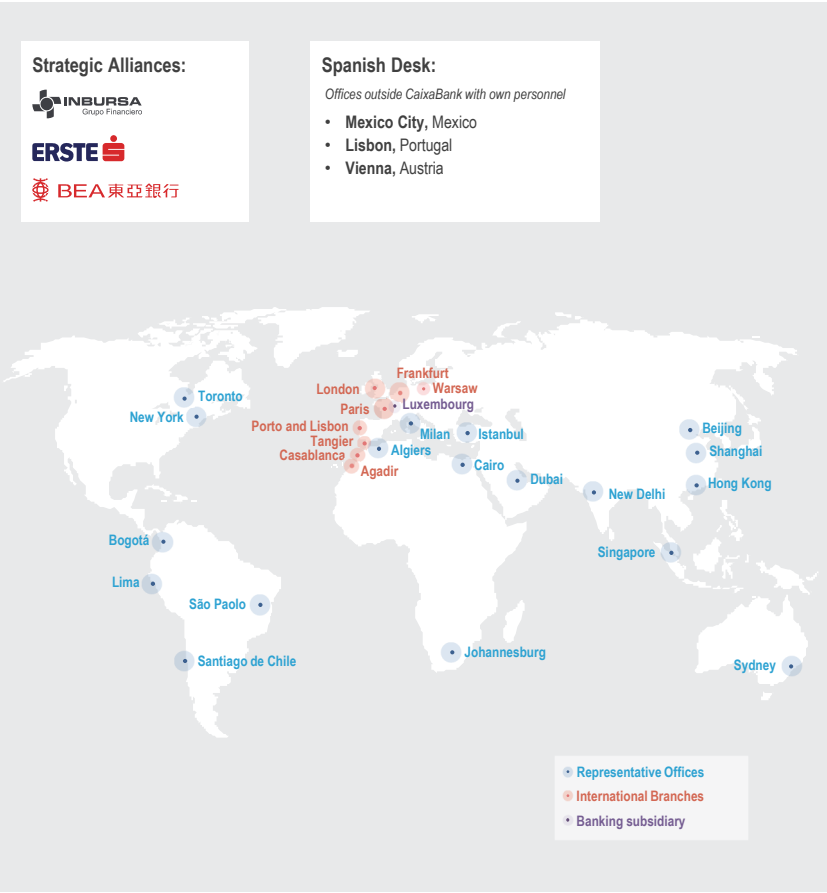 Strategic Alliances:
INBURSA
Grupo Financiero
ERSTE
BEA東亞銀行
Spanish Desk:
Offices outside CaixaBank with own personnel
• Mexico City, Mexico
• Lisbon, Portugal
• Vienna, Austria
Frankfurt
London
Warsaw
Toronto
Paris
Luxembourg
New York
Porto and Lisbon
Milan
Istanbul
Beijing
Tangier
Algiers
Shanghai
Casablanca
Cairo
Agadir
Dubai
Hong Kong
New Delhi
Bogotá
Singapore
Lima
São Paolo
Johannesburg
Santiago de Chile
Sydney
Representative Offices
International Branches
Banking subsidiary